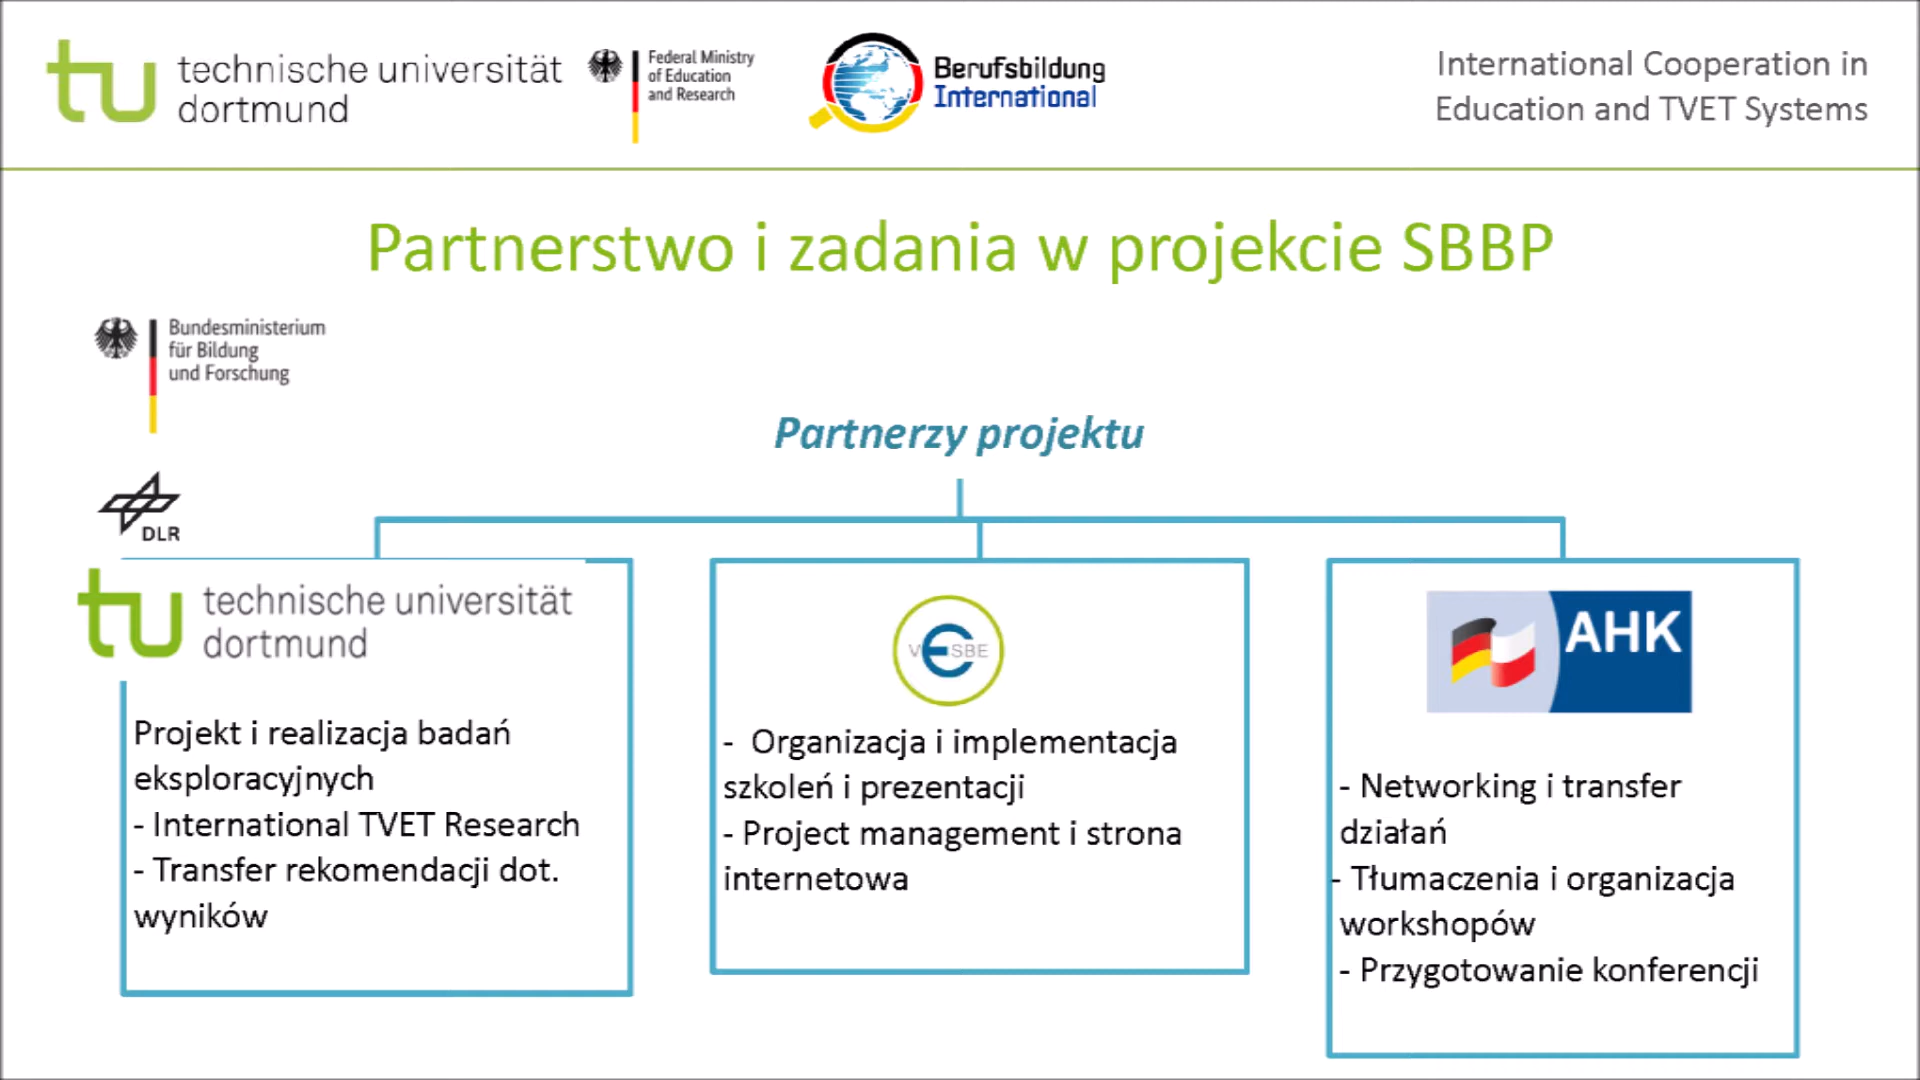 tu technische universität
dortmund
Federal Ministry
of Education
and Research
Berufsbildung
International
International Cooperation in
Education and TVET Systems
Partnerstwo i zadania w projekcie SBBP
Bundesministerium
für Bildung
und Forschung
DLR
Partnerzy projektu
tu technische universität
dortmund
Projekt i realizacja badań
eksploracyjnych
- International TVET Research
- Transfer rekomendacji dot.
wyników
WESBE
- Organizacja i implementacja
szkoleń i prezentacji
- Project management i strona
internetowa
AHK
- Networking i transfer
działań
- Tłumaczenia i organizacja
workshopów
- Przygotowanie konferencji